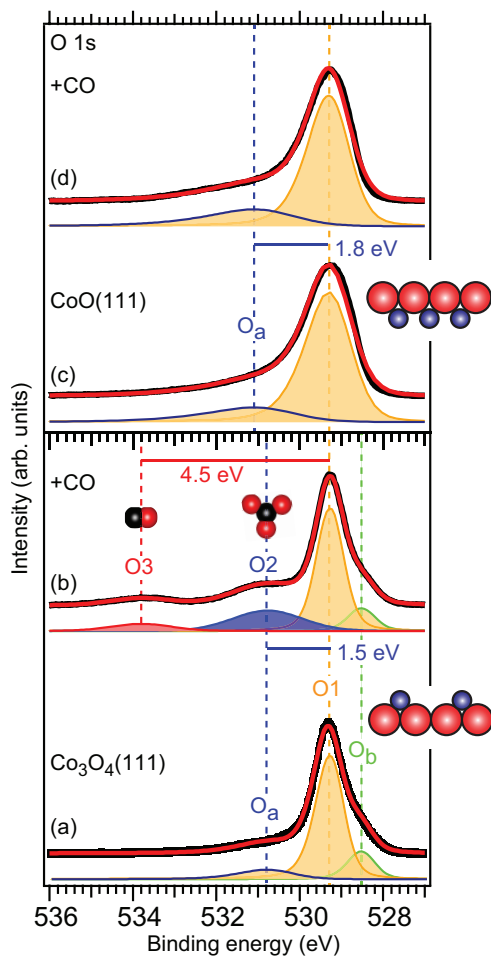 O 1s
+CO
(d)
1.8 eV
CoO(111)
Oa
(c)
Intensity (arb. units)
+CO
4.5 eV
O3
O2
(b)
1.5 eV
O1
Co3O4(111)
Ob
Oa
(a)
536 534 532 530 528
Binding energy (eV)